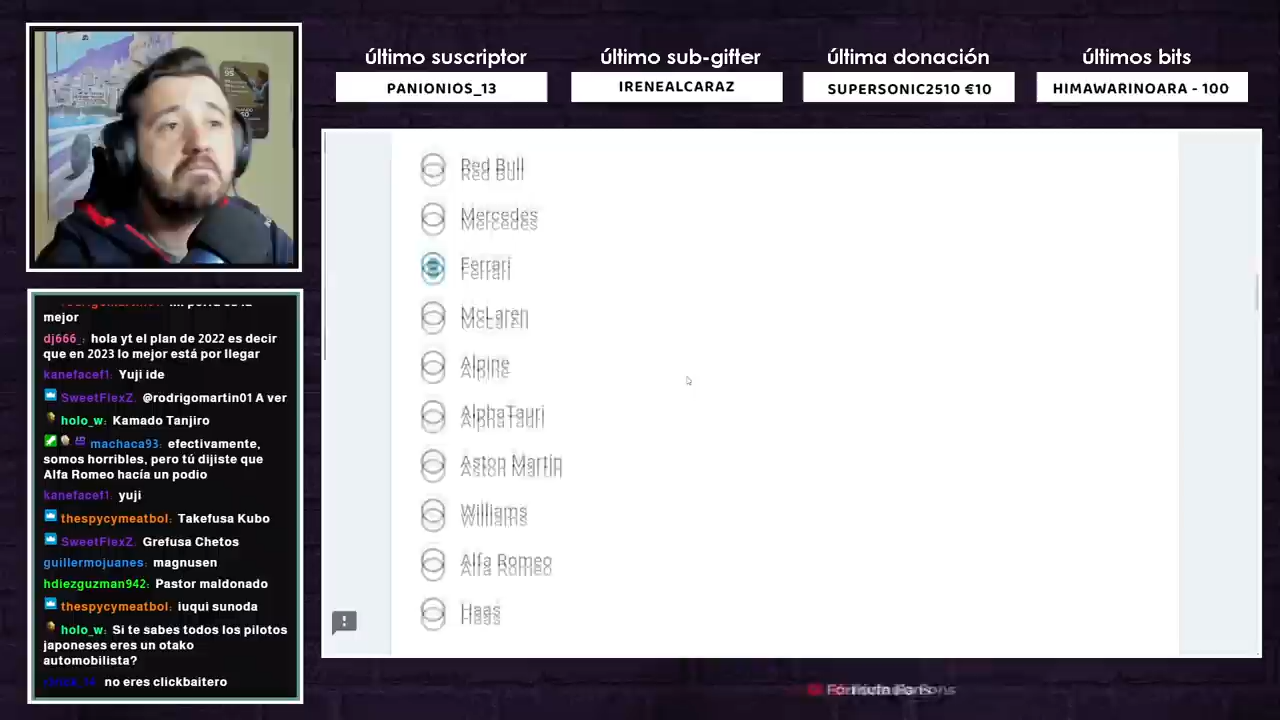 último suscriptor
PANIONIOS_13
último sub-gifter
IRENEALCARAZ
última donación
SUPERSONIC2510 €10
últimos bits
HIMAWARINOARA - 100
mejor
dj666_: hola yt el plan de 2022 es decir
que en 2023 lo mejor está por llegar
kanefacef1: Yuji ide
SweetFlexZ: @rodrigomartin01 A ver
holo_w: Kamado Tanjiro
machaca93: efectivamente,
somos horribles, pero tú dijiste que
Alfa Romeo hacía un podio
kanefacef1: yuji
thespycymeatbol: Takefusa Kubo
SweetFlexZ: Grefusa Chetos
guillermojuanes: magnusen
hdiezguzman942: Pastor maldonado
thespycymeatbol: iuqui sunoda
holo_w: Si te sabes todos los pilotos
japoneses eres un otako
automobilista?
no eres clickbaitero
Red Bull
Mercedes
Ferrari
McLaren
Alpine
AlphaTauri
Aston Martin
Williams
Alfa Romeo
Haas